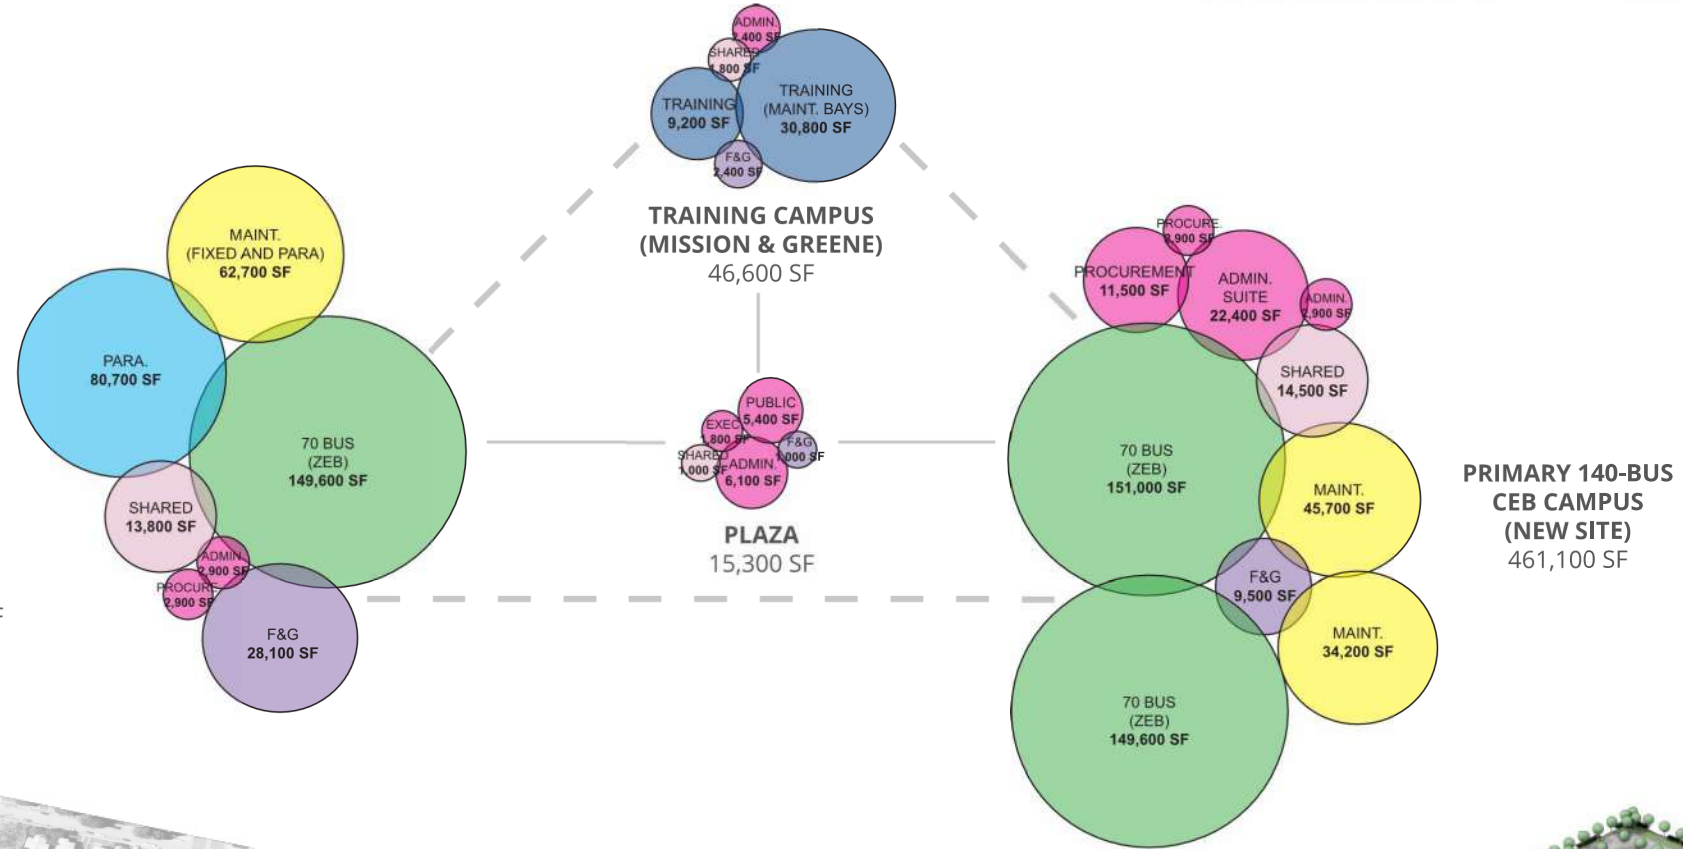 ADMIN.
2,400 SF
SHARED
1,800 SF
TRAINING
9,200 SF
TRAINING
(MAINT. BAYS)
30,800 SF
F&G
2,400 SF
TRAINING CAMPUS
(MISSION & GREENE)
46,600 SF
MAINT.
(FIXED AND PARA)
62,700 SF
PARA.
80,700 SF
70 BUS
(ZEB)
149,600 SF
SHARED
13,800 SF
ADMIN.
2,900 SF
PROCURE.
2,900 SF
F&G
28,100 SF
PUBLIC
5,400 SF
EXEC
1,800 SF
F&G
1,000 SF
SHARED
1,000 SF
ADMIN.
6,100 SF
PLAZA
15,300 SF
PROCURE.
2,900 SF
PROCUREMENT
11,500 SF
ADMIN.
SUITE
22,400 SF
ADMIN.
2,900 SF
SHARED
14,500 SF
70 BUS
(ZEB)
151,000 SF
MAINT.
45,700 SF
F&G
9,500 SF
MAINT.
34,200 SF
70 BUS
(ZEB)
149,600 SF
PRIMARY 140-BUS
CEB CAMPUS
(NEW SITE)
461,100 SF